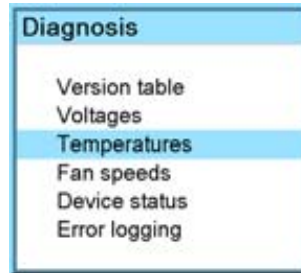 Diagnosis
Version table
Voltages
Temperatures
Fan speeds
Device status
Error logging